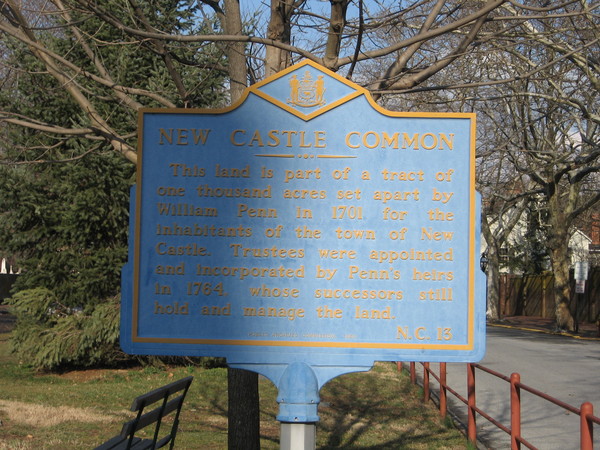 NEW CASTLE COMMON
This land is part of a tract of
one thousand acres set apart by
William Penn in 1701 for the
inhabitants of the town of New
Castle. Trustees were appointed
and incorporated by Penn's heirs
in 1764, whose successors still
hold and manage the land.
N.C. 13